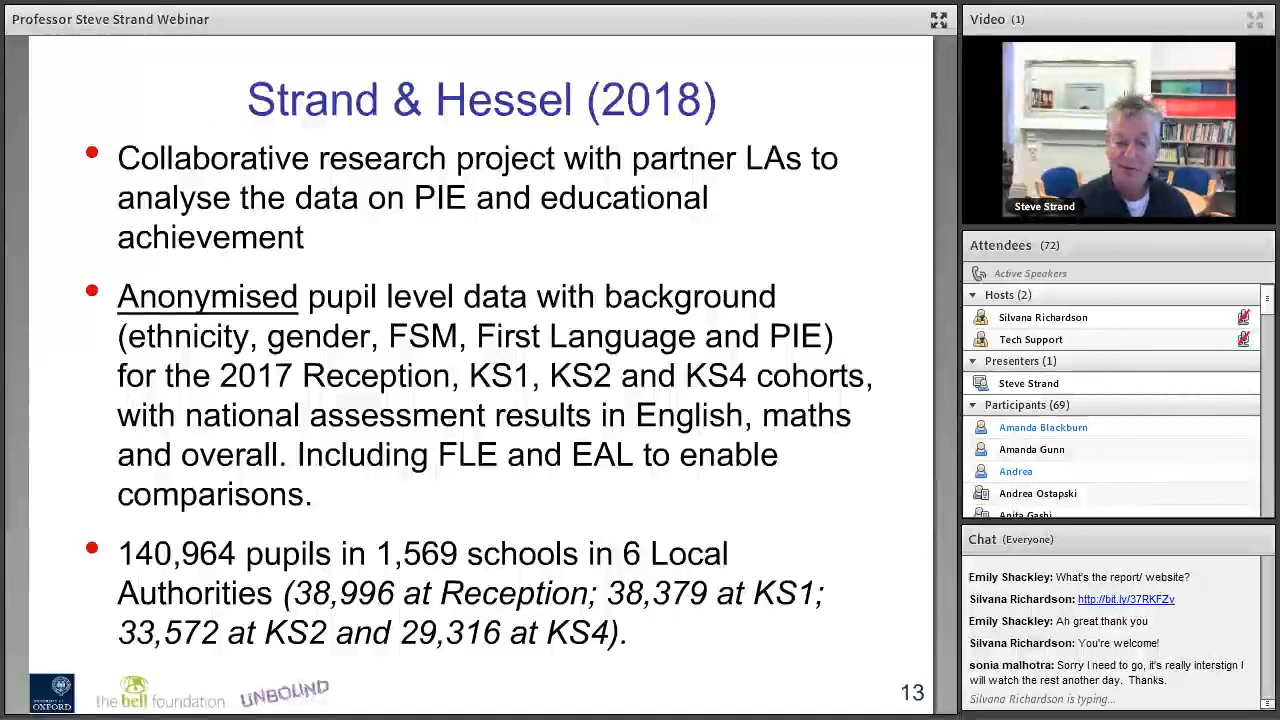 Professor Steve Strand Webinar
Strand & Hessel (2018)
Collaborative research project with partner LAs to
analyse the data on PIE and educational
achievement
Anonymised pupil level data with background
(ethnicity, gender, FSM, First Language and PIE)
for the 2017 Reception, KS1, KS2 and KS4 cohorts,
with national assessment results in English, maths
and overall. Including FLE and EAL to enable
comparisons.
140,964 pupils in 1,569 schools in 6 Local
Authorities (38,996 at Reception; 38,379 at KS1;
33,572 at KS2 and 29,316 at KS4).
UNIVERSITY OF
OXFORD
the bell foundation
UNBOUND
13
Video (1)
Steve Strand
Attendees (72)
Active Speakers
Hosts (2)
Silvana Richardson
Tech Support
Presenters (1)
Steve Strand
Participants (69)
Amanda Blackburn
Amanda Gunn
Andrea
Andrea Ostapski
Anita Gashi
Chat (Everyone)
Emily Shackley: What's the report/ website?
Silvana Richardson: http://bit.ly/37RKFZv
Emily Shackley: Ah great thank you
Silvana Richardson: You're welcome!
sonia malhotra: Sorry I need to go, it's really interstign I
will watch the rest another day. Thanks.
Silvana Richardson is typing...